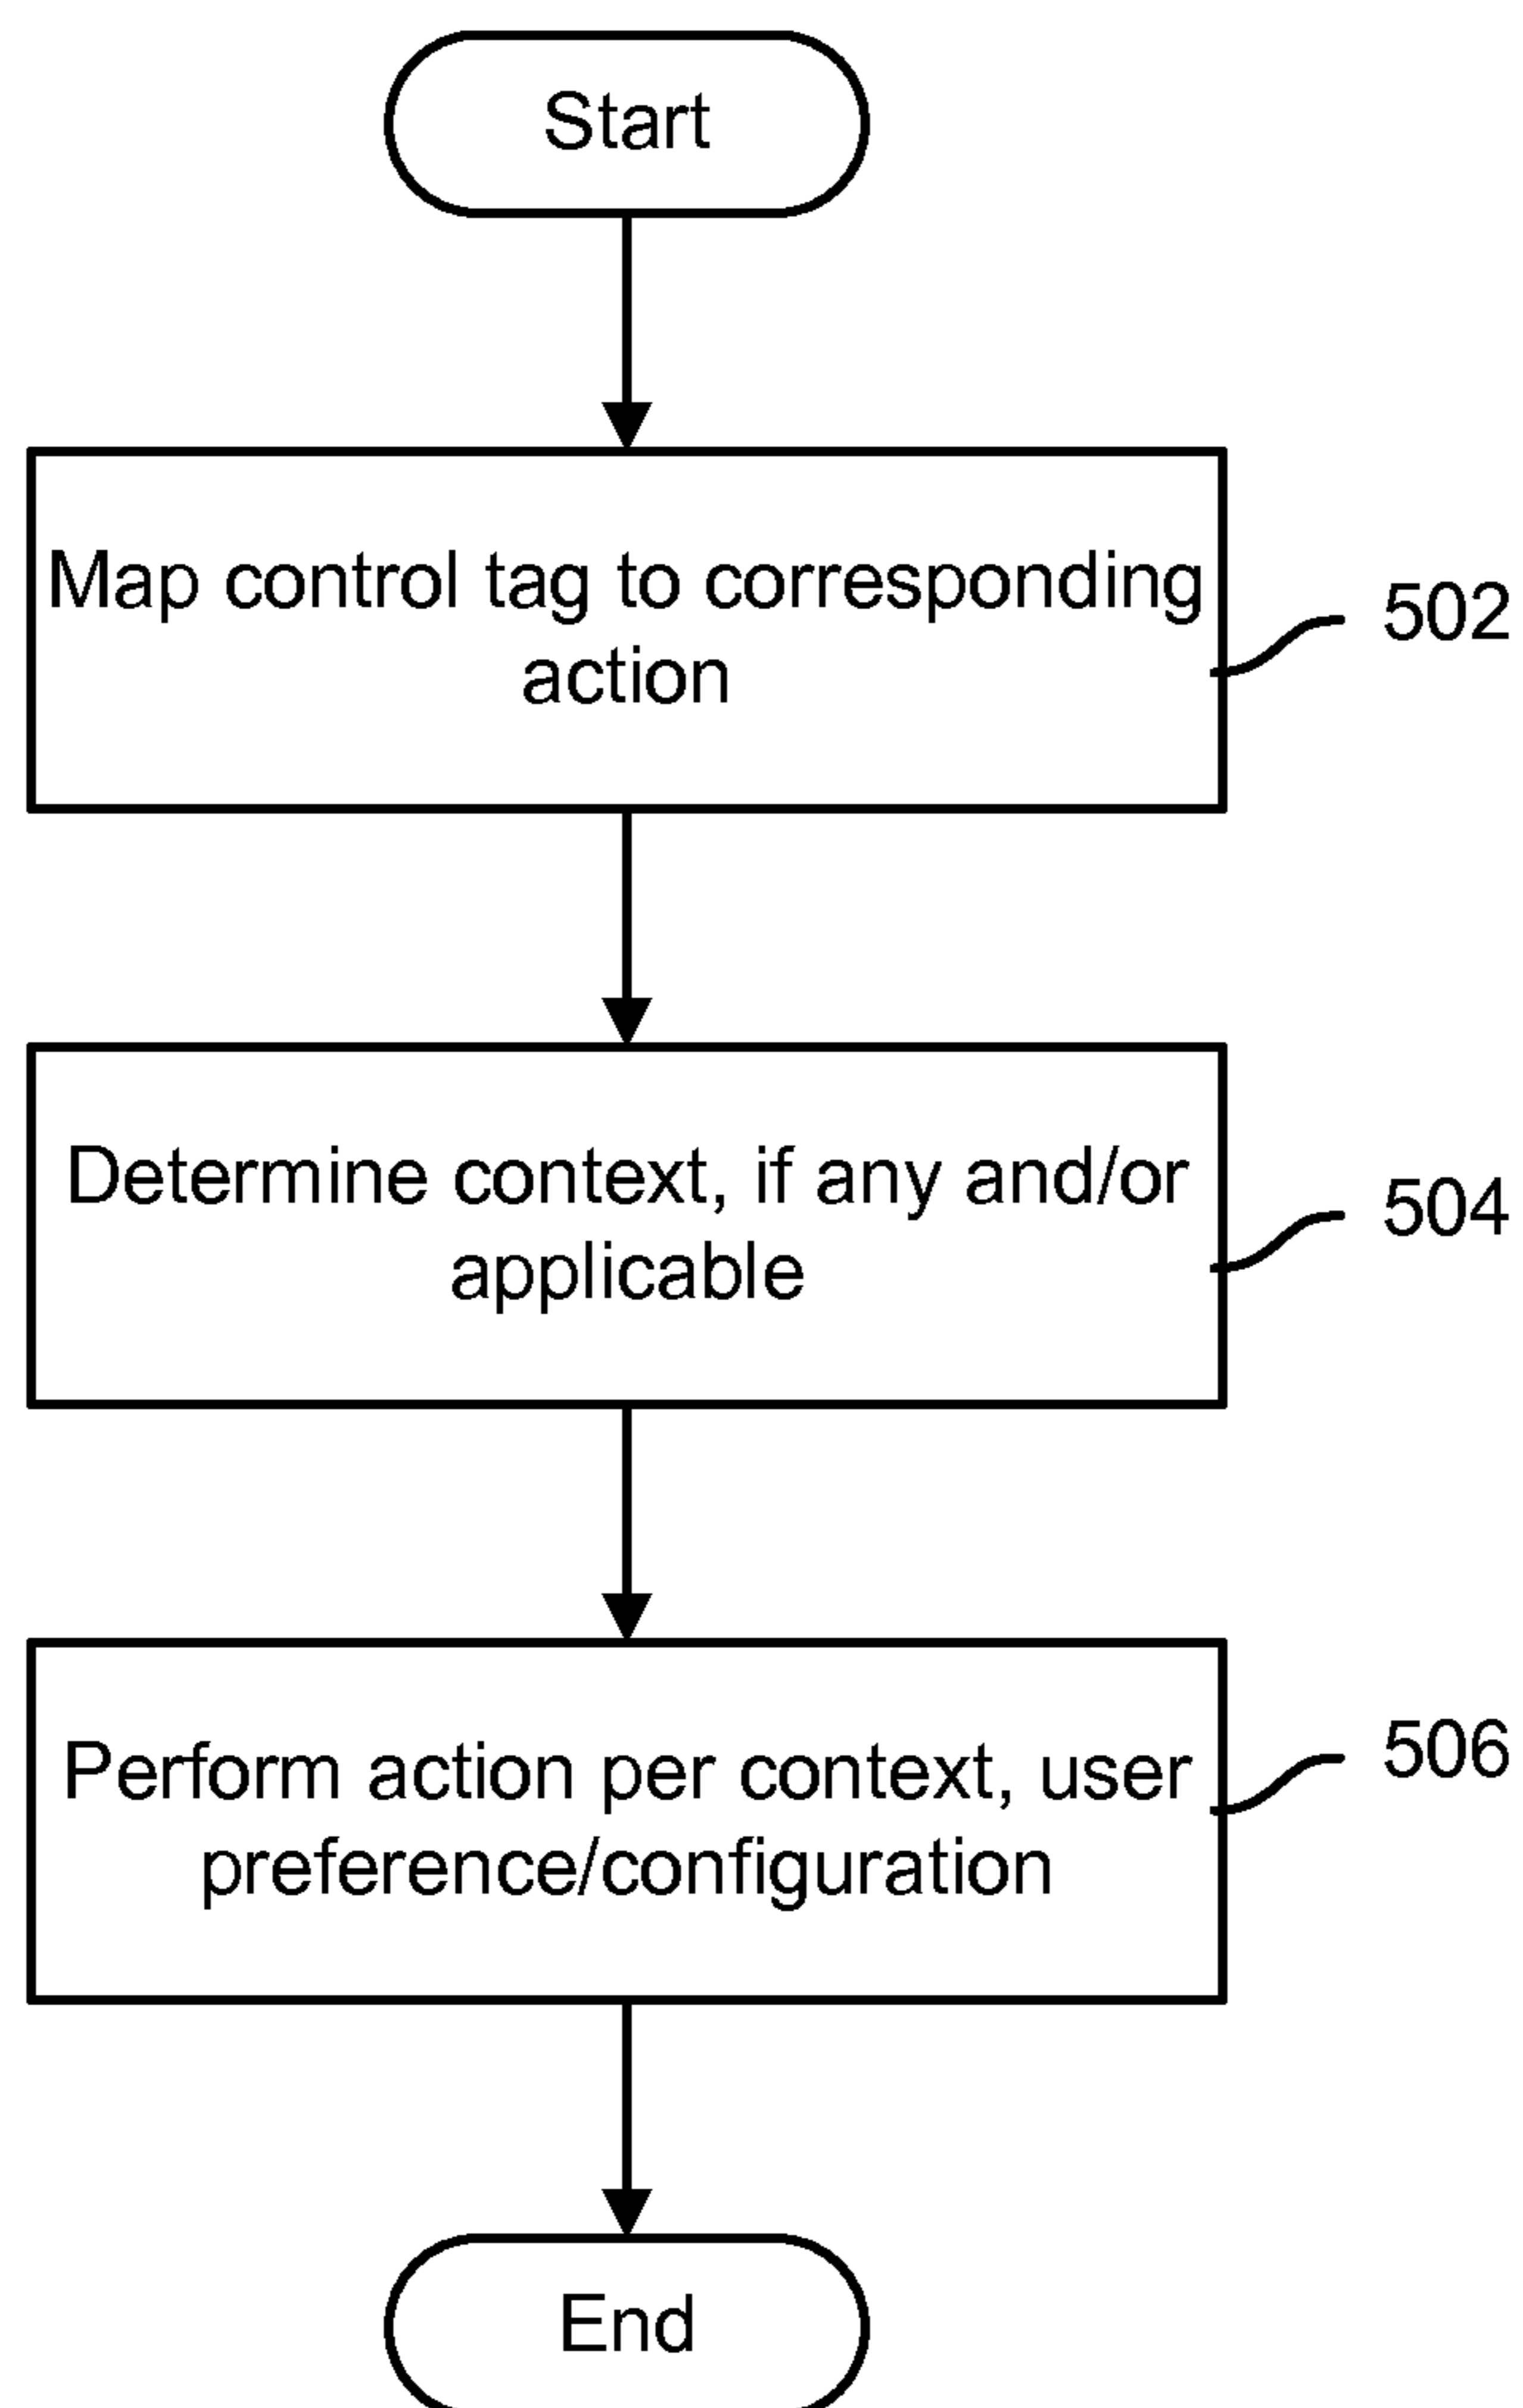 Start
Map control tag to corresponding
action
502
Determine context, if any and/or
applicable
504
Perform action per context, user
preference/configuration
506
End